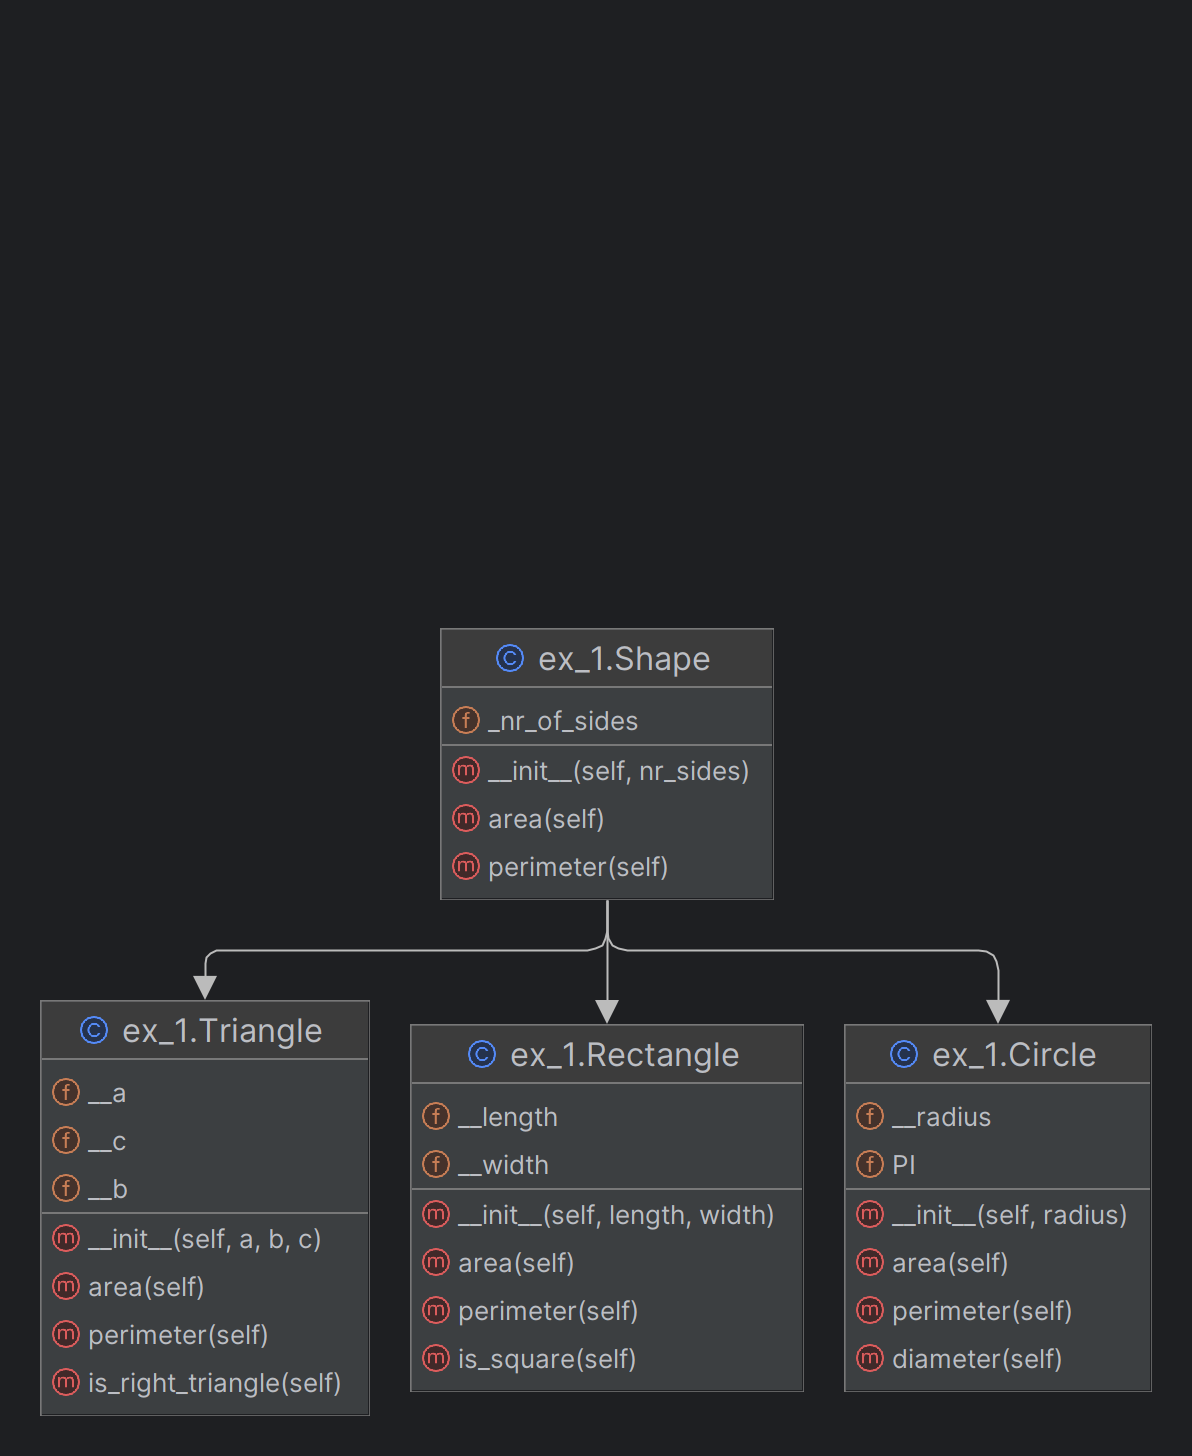 ex_1.Shape
_nr_of_sides
__init__(self, nr_sides)
area(self)
perimeter(self)
ex_1.Triangle
__a
__c
__b
__init__(self, a, b, c)
area(self)
perimeter(self)
is_right_triangle(self)
ex_1.Rectangle
__length
__width
__init__(self, length, width)
area(self)
perimeter(self)
is_square(self)
ex_1.Circle
__radius
PI
__init__(self, radius)
area(self)
perimeter(self)
diameter(self)